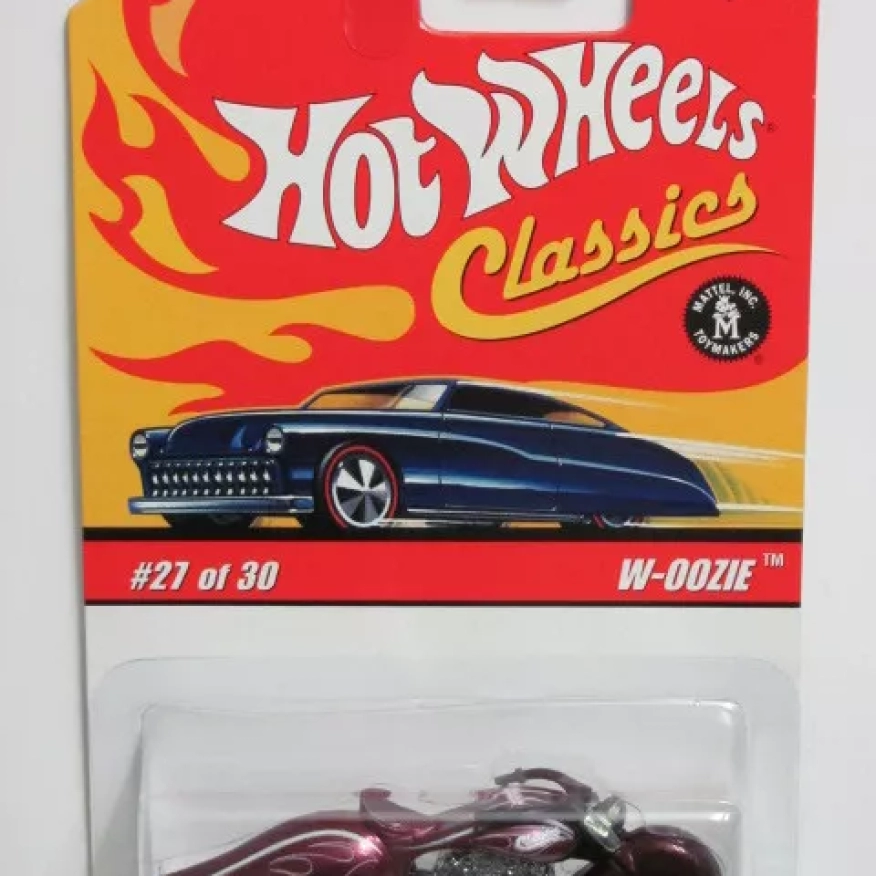 Hot Wheels®
Classics
MATTEL, INC.
M
TOYMAKERS
®
#27 of 30
W-OOZIE™